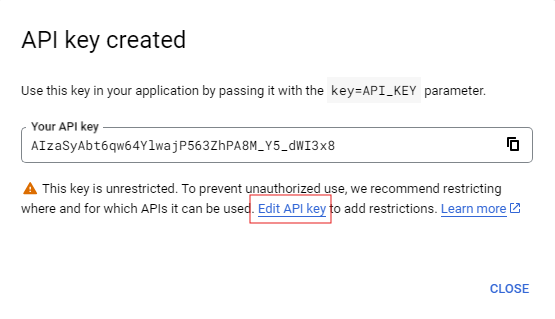 API key created
Use this key in your application by passing it with the key=API_KEY parameter.
Your API key
AIzaSyAbt6qw64YlwajP563ZhPA8M_Y5_dWI3x8
This key is unrestricted. To prevent unauthorized use, we recommend restricting
where and for which APIs it can be used. Edit API key to add restrictions. Learn more
CLOSE